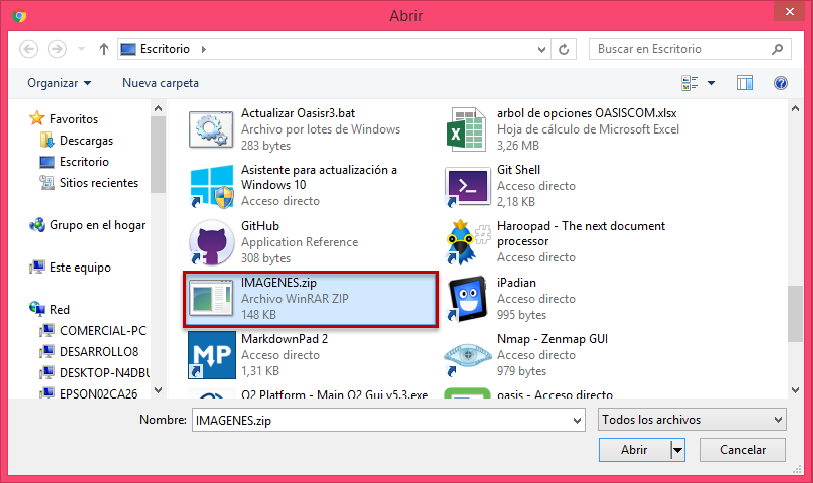 Abrir
Escritorio
Buscar en Escritorio
Organizar
Nueva carpeta
Favoritos
Descargas
Escritorio
Sitios recientes
Grupo en el hogar
Este equipo
Red
COMERCIAL-PC
DESARROLLO8
DESKTOP-N4DBU
EPSON02CA26
Actualizar Oasisr3.bat
Archivo por lotes de Windows
283 bytes
arbol de opciones OASISCOM.xlsx
Hoja de cálculo de Microsoft Excel
3,26 MB
Asistente para actualización a
Windows 10
Acceso directo
Git Shell
Acceso directo
2,18 KB
GitHub
Application Reference
308 bytes
Haroopad - The next document
processor
Acceso directo
IMAGENES.zip
Archivo WinRAR ZIP
148 KB
iPadian
Acceso directo
995 bytes
MarkdownPad 2
Acceso directo
1,31 KB
Nmap - Zenmap GUI
Acceso directo
979 bytes
Q2 Platform - Main Q2 Gui v5.3.exe
oasis - Acceso directo
Nombre:
IMAGENES.zip
Todos los archivos
Abrir
Cancelar